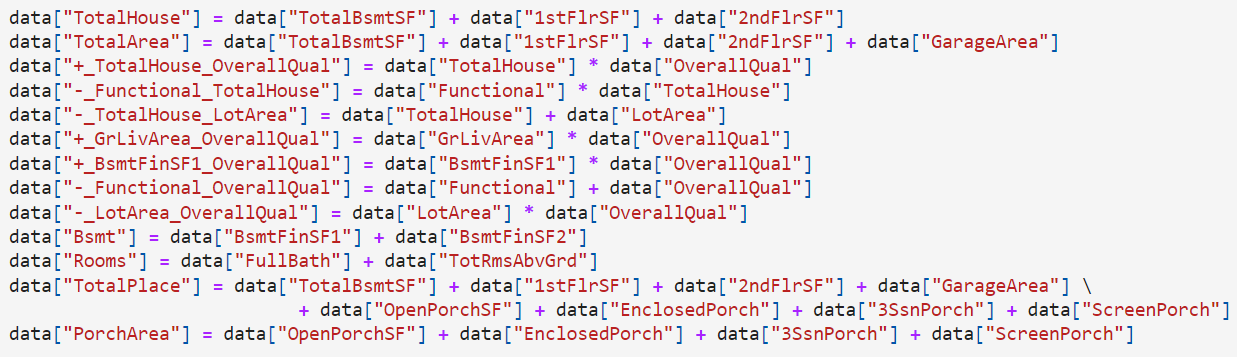 data["TotalHouse"] = data["TotalBsmtSF"] + data["1stFlrSF"] + data["2ndFlrSF"]
data["TotalArea"] = data["TotalBsmtSF"] + data["1stFlrSF"] + data["2ndFlrSF"] + data["GarageArea"]
data["+_TotalHouse_OverallQual"] = data["TotalHouse"] * data["OverallQual"]
data["-_Functional_TotalHouse"] = data["Functional"] * data["TotalHouse"]
data["-_TotalHouse_LotArea"] = data["TotalHouse"] + data["LotArea"]
data["+_GrLivArea_OverallQual"] = data["GrLivArea"] * data["OverallQual"]
data["+_BsmtFinSF1_OverallQual"] = data["BsmtFinSF1"] * data["OverallQual"]
data["-_Functional_OverallQual"] = data["Functional"] + data["OverallQual"]
data["-_LotArea_OverallQual"] = data["LotArea"] * data["OverallQual"]
data["Bsmt"] = data["BsmtFinSF1"] + data["BsmtFinSF2"]
data["Rooms"] = data["FullBath"] + data["TotRmsAbvGrd"]
data["TotalPlace"] = data["TotalBsmtSF"] + data["1stFlrSF"] + data["2ndFlrSF"] + data["GarageArea"] \
+ data["OpenPorchSF"] + data["EnclosedPorch"] + data["3SsnPorch"] + data["ScreenPorch"]
data["PorchArea"] = data["OpenPorchSF"] + data["EnclosedPorch"] + data["3SsnPorch"] + data["ScreenPorch"]